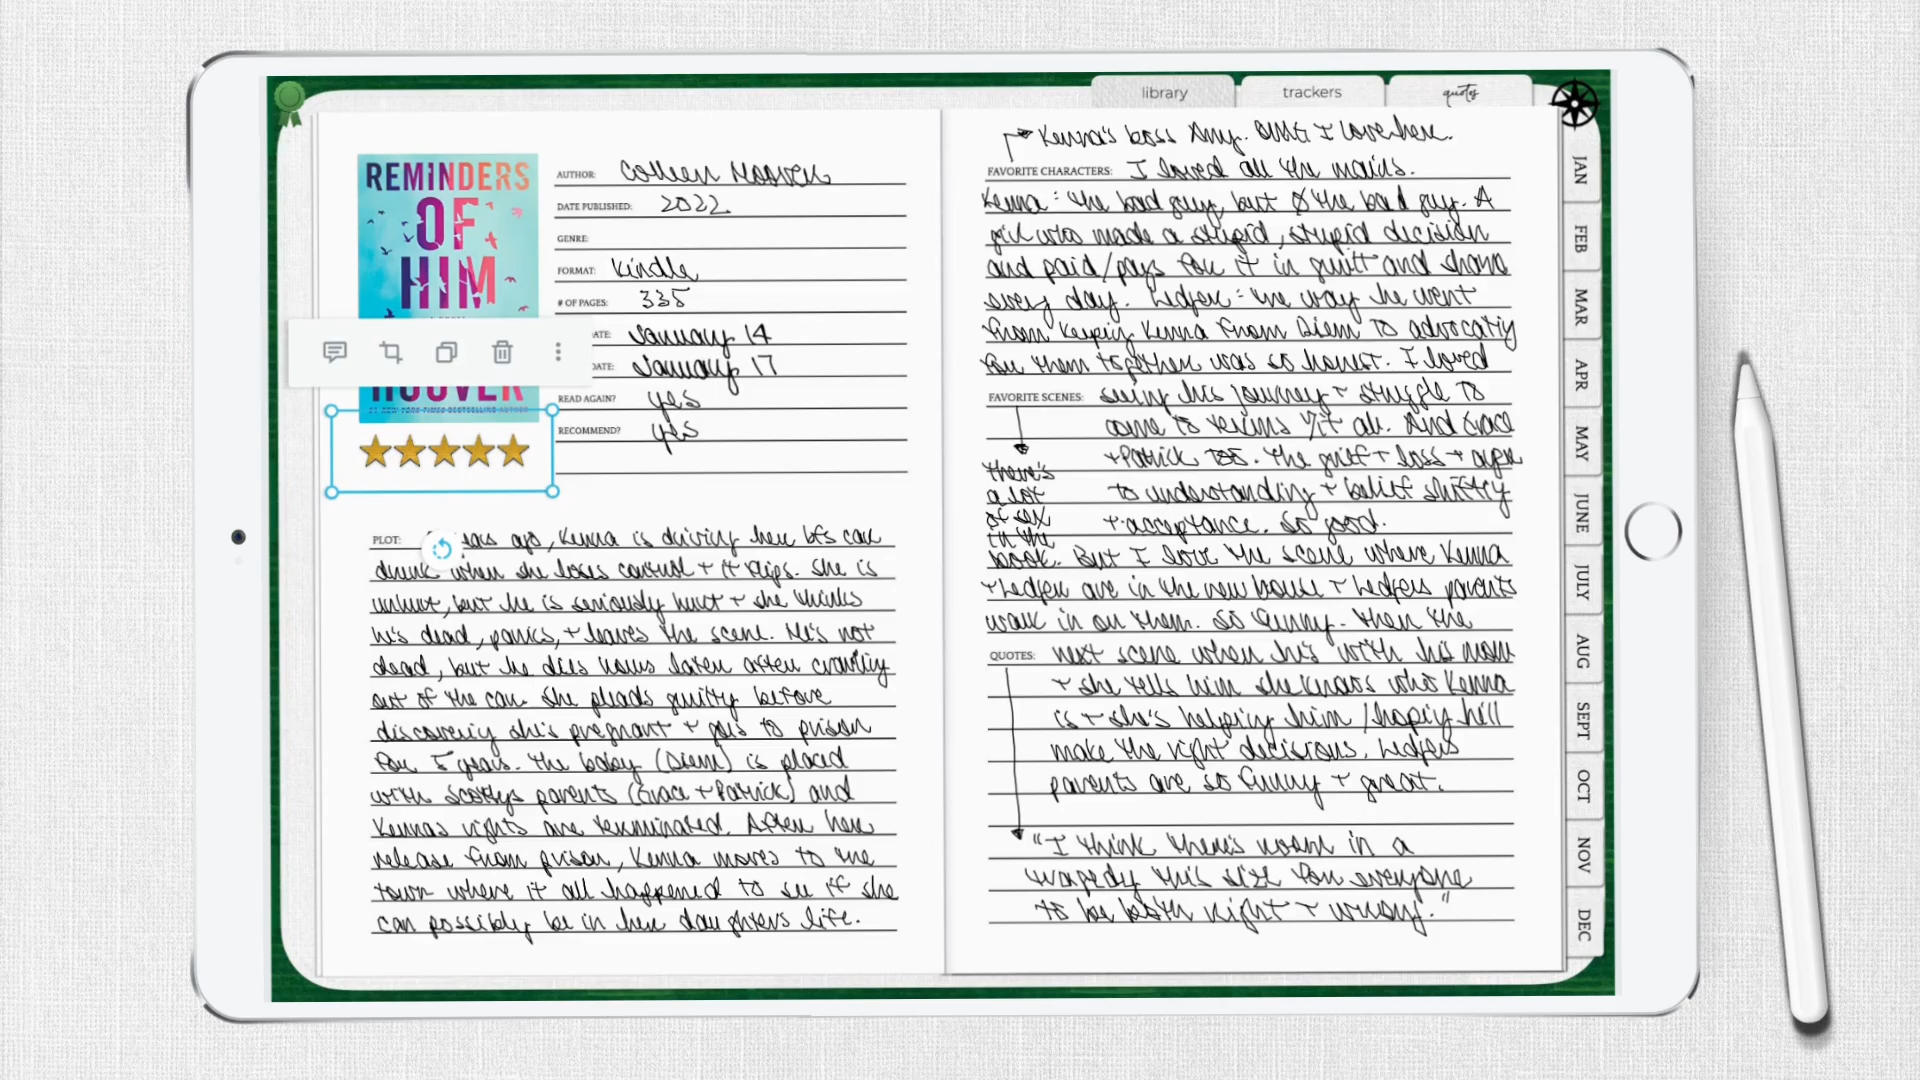 library
trackers
quotes
REMINDERS
OF
HIM
HOOVER
#1 NEW YORK TIMES BESTSELLING AUTHOR
AUTHOR: Colleen Hoover
DATE PUBLISHED: 2022
GENRE:
FORMAT: Kindle
# OF PAGES: 335
ATE: January 14
DATE: January 17
READ AGAIN? yes
RECOMMEND? yes
PLOT: ears ago, Kenna is driving her bfs car
drunk when she loses control + it flips. She is
unhurt, but he is seriously hurt + she thinks
he's dead, panics, + leaves the scene. He's not
dead, but he dies hours later after crawling
out of the car. She pleads guilty before
discovering she's pregnant + goes to prison
for 5 years. The baby (Diem) is placed
with Scottys parents (Grace + Patrick) and
Kennas rights are terminated. After her
release from prison, Kenna moves to the
town where it all happened to see if she
can possibly be in her daughters life.
Kenna's boss Amy. OMG I love her.
FAVORITE CHARACTERS: I loved all the mains.
Kenna: the bad guy but Ø the bad guy. A
girl who made a stupid, stupid decision
and paid/pays for it in guilt and shame
every day. Ledger: the way he went
from keeping Kenna from Diem to advocating
for them together was so honest. I loved
FAVORITE SCENES: seeing his journey + struggle to
come to terms w/it all. And Grace
+ Patrick too. The grief + loss + anger
to understanding + belief shifting
+ acceptance. So good.
there's
a lot
of sex
in the
book. But I love the scene where Kenna
+ Ledger are in the new house + Ledgers parents
walk in on them. So funny. Then the
QUOTES: next scene when he's with his mom
+ she tells him she knows who Kenna
is + she's helping him/hoping he'll
make the right decisions. Ledgers
parents are so funny + great.
"I think there's room in a
tragedy this size for everyone
to be both right + wrong."
JAN
FEB
MAR
APR
MAY
JUNE
JULY
AUG
SEPT
OCT
NOV
DEC